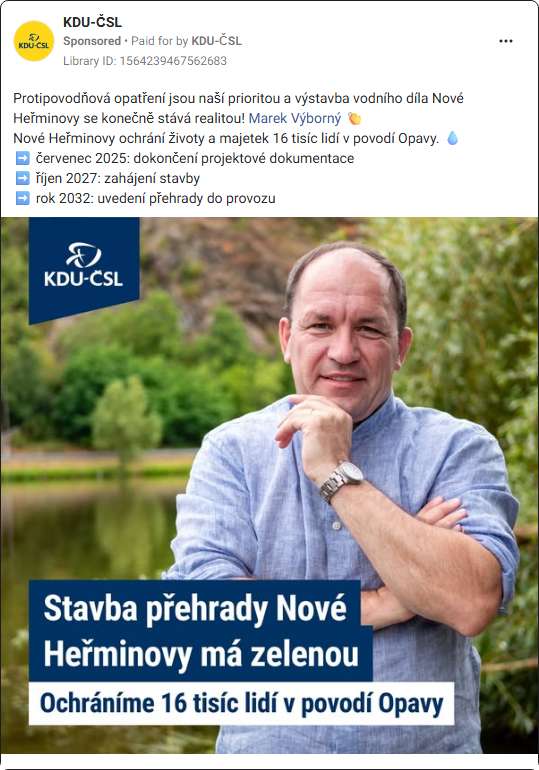 KDU-ČSL
KDU-ČSL
Sponsored • Paid for by KDU-ČSL
Library ID: 1564239467562683
Protipovodňová opatření jsou naší prioritou a výstavba vodního díla Nové
Heřminovy se konečně stává realitou! Marek Výborný 👏
Nové Heřminovy ochrání životy a majetek 16 tisíc lidí v povodí Opavy. 💧
➡️ červenec 2025: dokončení projektové dokumentace
➡️ říjen 2027: zahájení stavby
➡️ rok 2032: uvedení přehrady do provozu
KDU-ČSL
Stavba přehrady Nové
Heřminovy má zelenou
Ochráníme 16 tisíc lidí v povodí Opavy